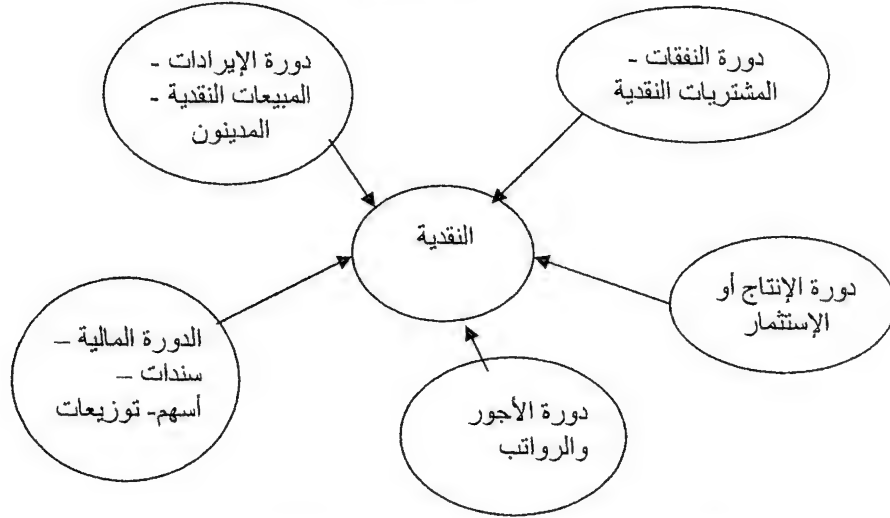 دورة النفقات -
المشتريات النقدية
دورة الإيرادات -
المبيعات النقدية -
المدينون
النقدية
دورة الإنتاج أو
الإستثمار
الدورة المالية –
سندات –
أسهم- توزيعات
دورة الأجور
والرواتب